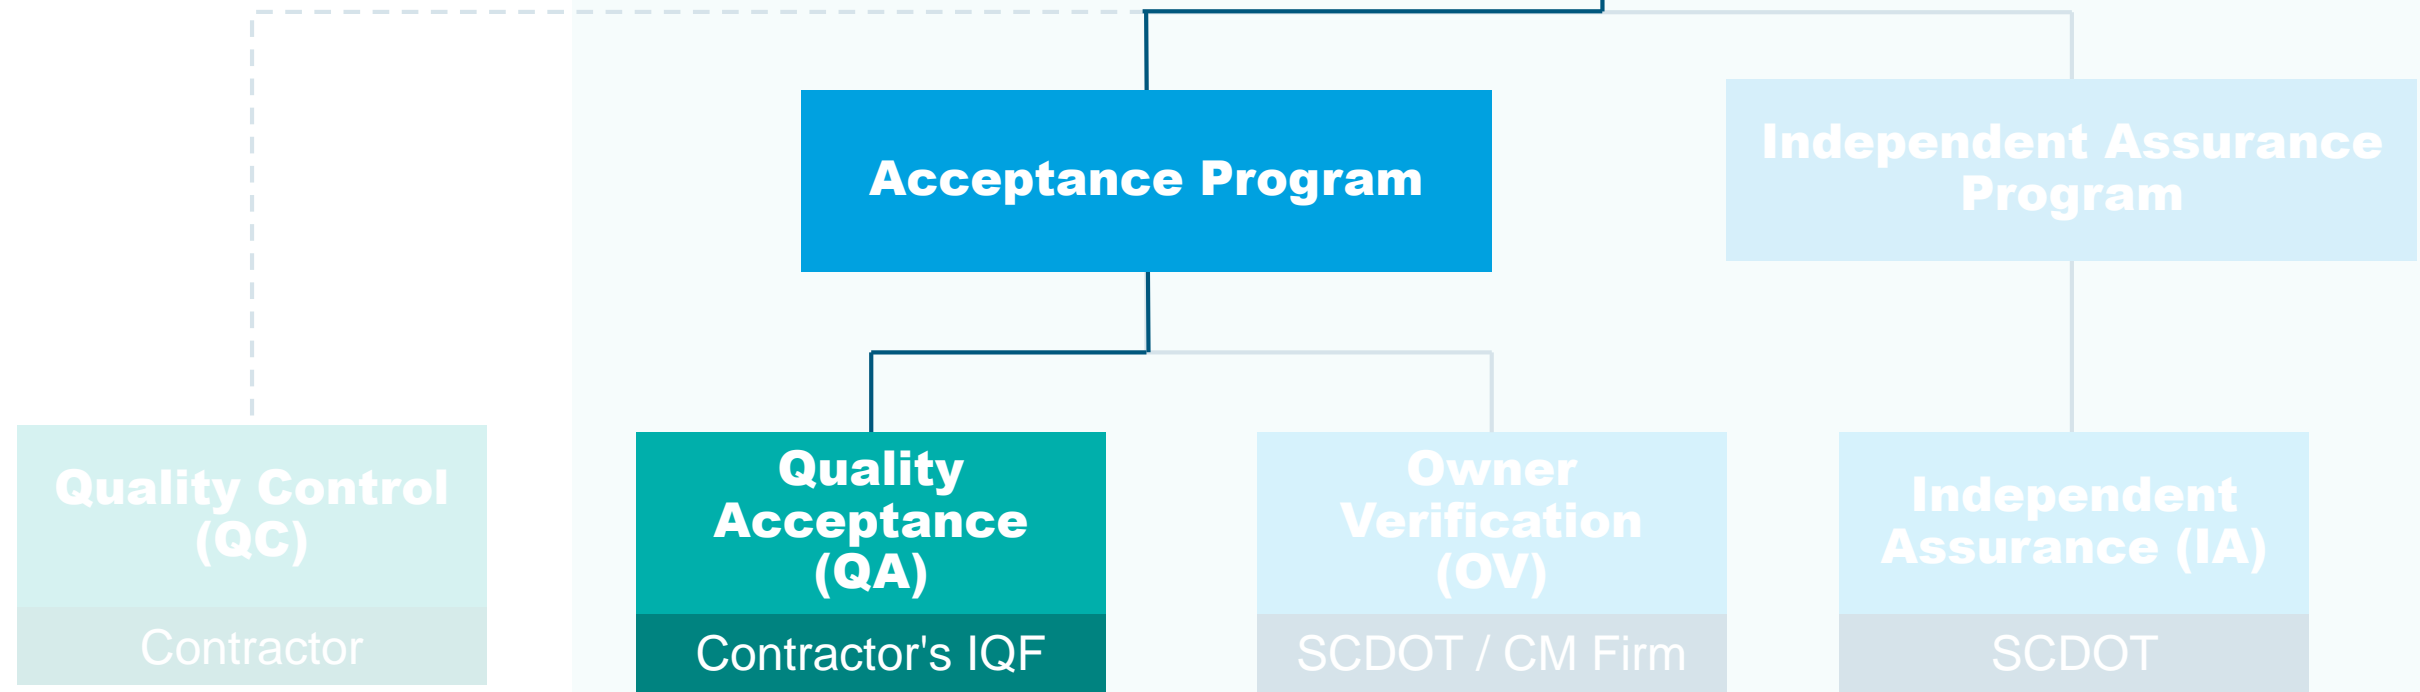 Acceptance Program
Independent Assurance
Program
Quality Control
(QC)
Contractor
Quality
Acceptance
(QA)
Contractor's IQF
Owner
Verification
(OV)
SCDOT / CM Firm
Independent
Assurance (IA)
SCDOT